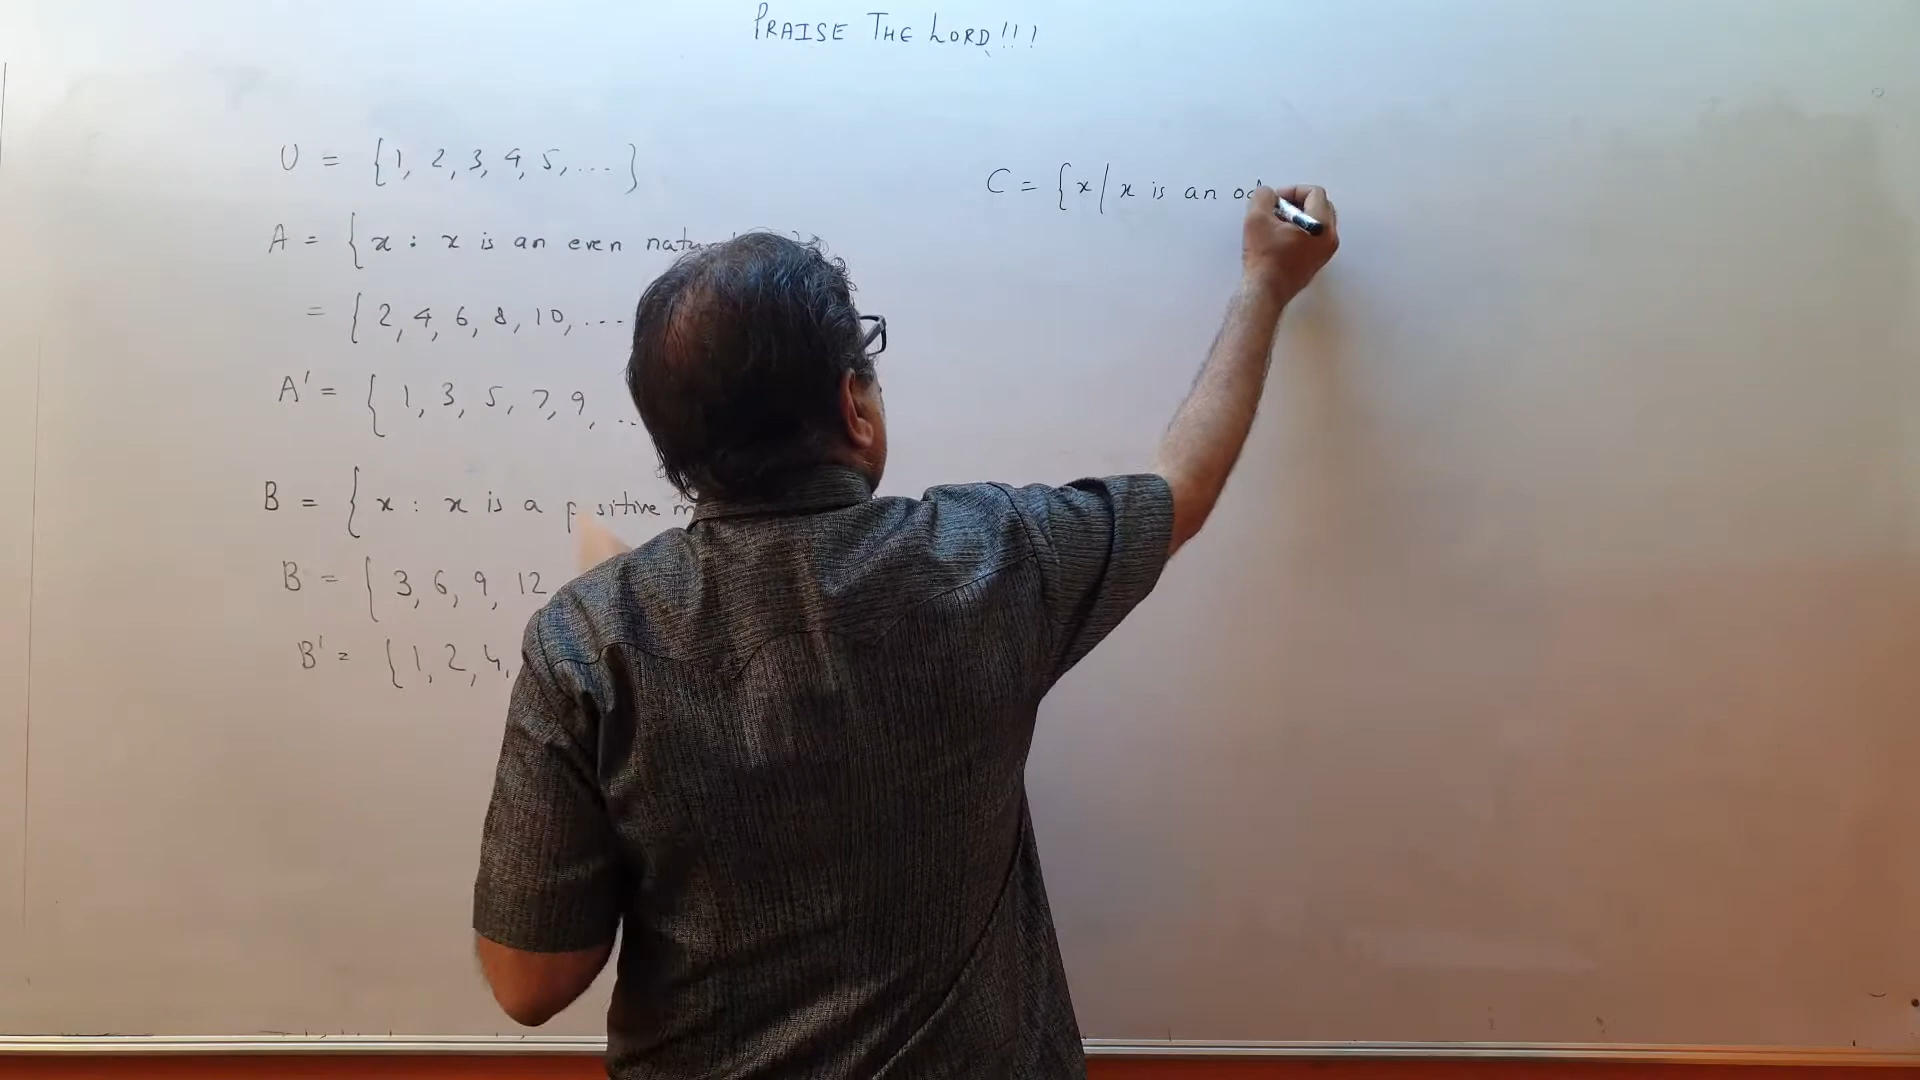 PRAISE THE LORD!!!
U = {1, 2, 3, 4, 5, ... }
A = { x : x is an even
= { 2, 4, 6, 8, 10, ...
A' = { 1, 3, 5, 7, 9, ..
B = { x : x is a p sitive
B = { 3, 6, 9, 12
B' = { 1, 2, 4,
C = { x | x is an